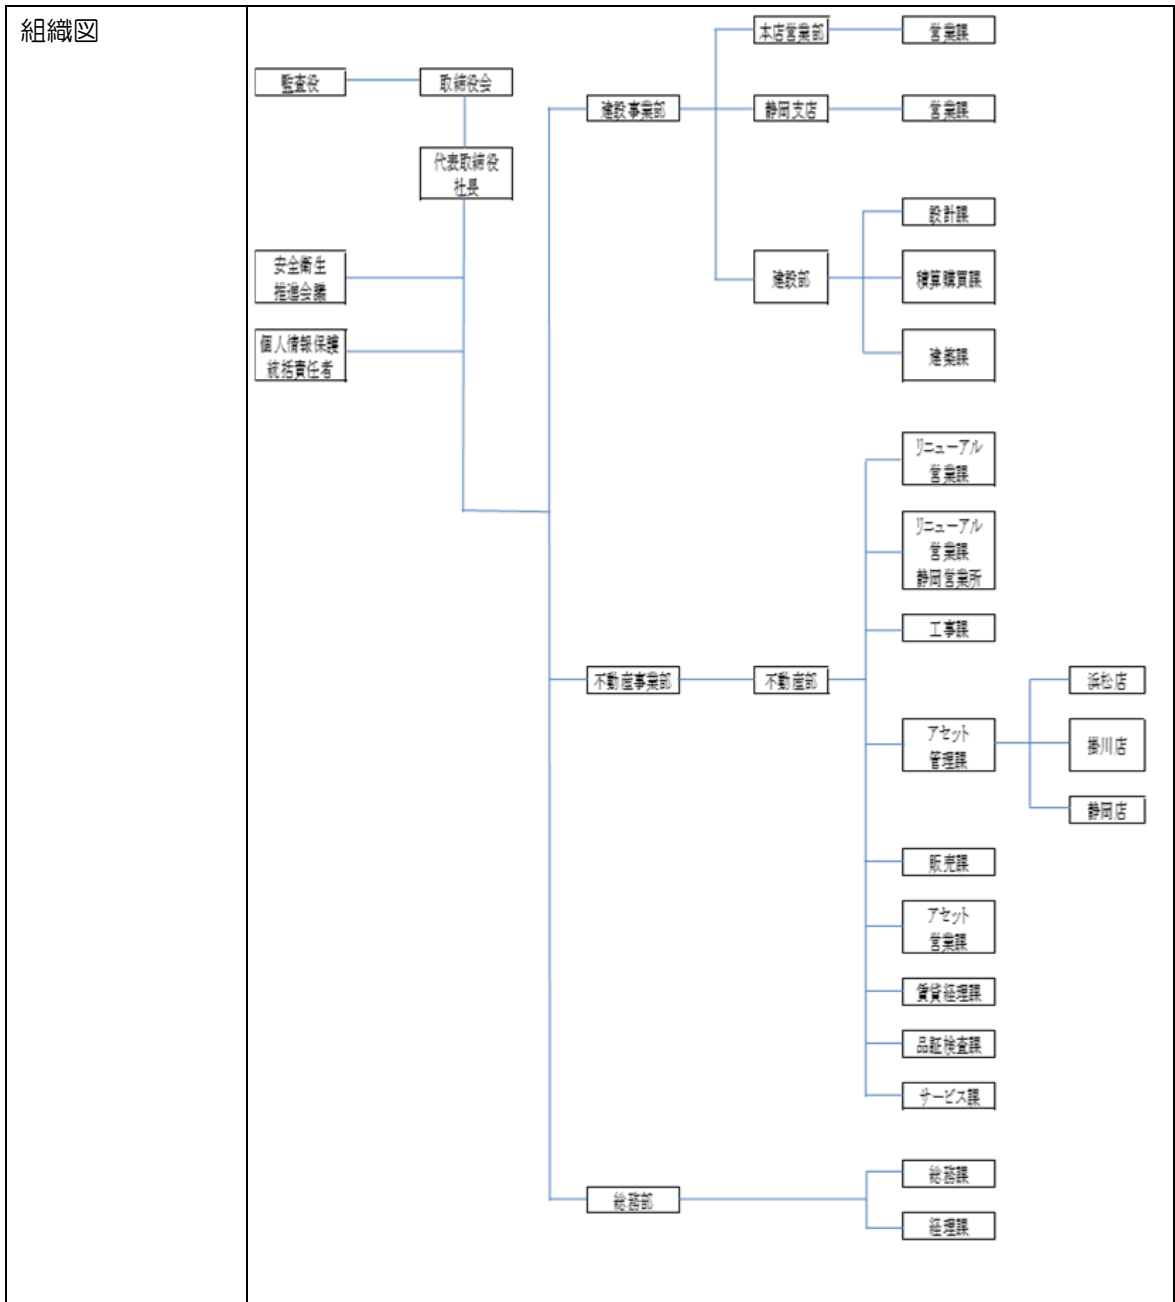 組織図
監査役
取締役会
代表取締役
社長
安全衛生
推進会議
個人情報保護
統括責任者
建設事業部
本店営業部
営業課
静岡支店
営業課
建設部
設計課
積算購買課
建築課
不動産事業部
不動産部
リニューアル
営業課
リニューアル
営業課
静岡営業所
工事課
アセット
管理課
浜松店
掛川店
静岡店
販売課
アセット
営業課
賃貸経理課
品証検査課
サービス課
総務部
総務課
経理課